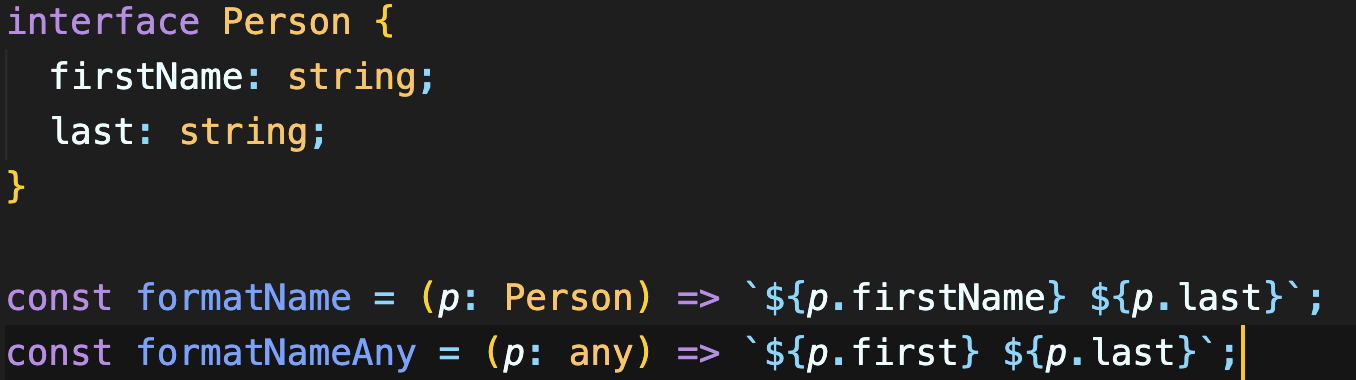 interface Person {
  firstName: string;
  last: string;
}
const formatName = (p: Person) => `${p.firstName} ${p.last}`;
const formatNameAny = (p: any) => `${p.first} ${p.last}`;